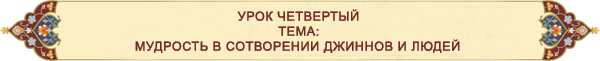 УРОК ЧЕТВЕРТЫЙ
ТЕМА:
МУДРОСТЬ В СОТВОРЕНИИ ДЖИННОВ И ЛЮДЕЙ